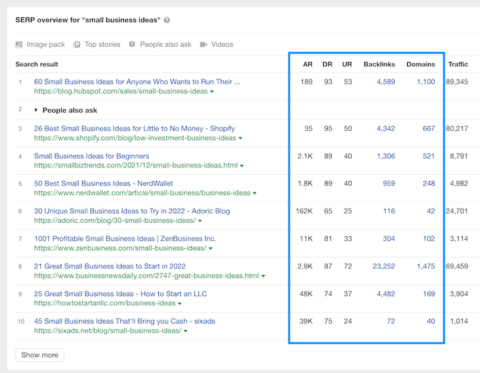 SERP overview for "small business ideas"
Image pack Top stories People also ask Videos
Search result AR DR UR Backlinks Domains Traffic
1 60 Small Business Ideas for Anyone Who Wants to Run Their ... 189 93 53 4,589 1,100 89,345
https://blog.hubspot.com/sales/small-business-ideas
2 People also ask
3 26 Best Small Business Ideas for Little to No Money - Shopify 35 95 50 4,342 667 80,217
https://www.shopify.com/blog/low-investment-business-ideas
4 Small Business Ideas for Beginners 2.1K 89 40 1,306 521 8,791
https://smallbiztrends.com/2021/12/small-business-ideas.html
5 50 Best Small Business Ideas - NerdWallet 1.8K 89 40 959 248 4,982
https://www.nerdwallet.com/article/small-business/business-ideas
6 30 Unique Small Business Ideas to Try in 2022 - Adoric Blog 162K 65 25 116 42 24,701
https://adoric.com/blog/30-small-business-ideas/
7 1001 Profitable Small Business Ideas | ZenBusiness Inc. 11K 81 33 304 102 3,114
https://www.zenbusiness.com/small-business-ideas/
8 21 Great Small Business Ideas to Start in 2022 2.9K 87 72 23,252 1,475 69,459
https://www.businessnewsdaily.com/2747-great-business-ideas.html
9 25 Great Small Business Ideas - How to Start an LLC 48K 74 37 4,482 169 3,904
https://howtostartanllc.com/business-ideas
10 45 Small Business Ideas That'll Bring you Cash - sixads 39K 75 24 72 40 1,014
https://sixads.net/blog/small-business-ideas/
Show more